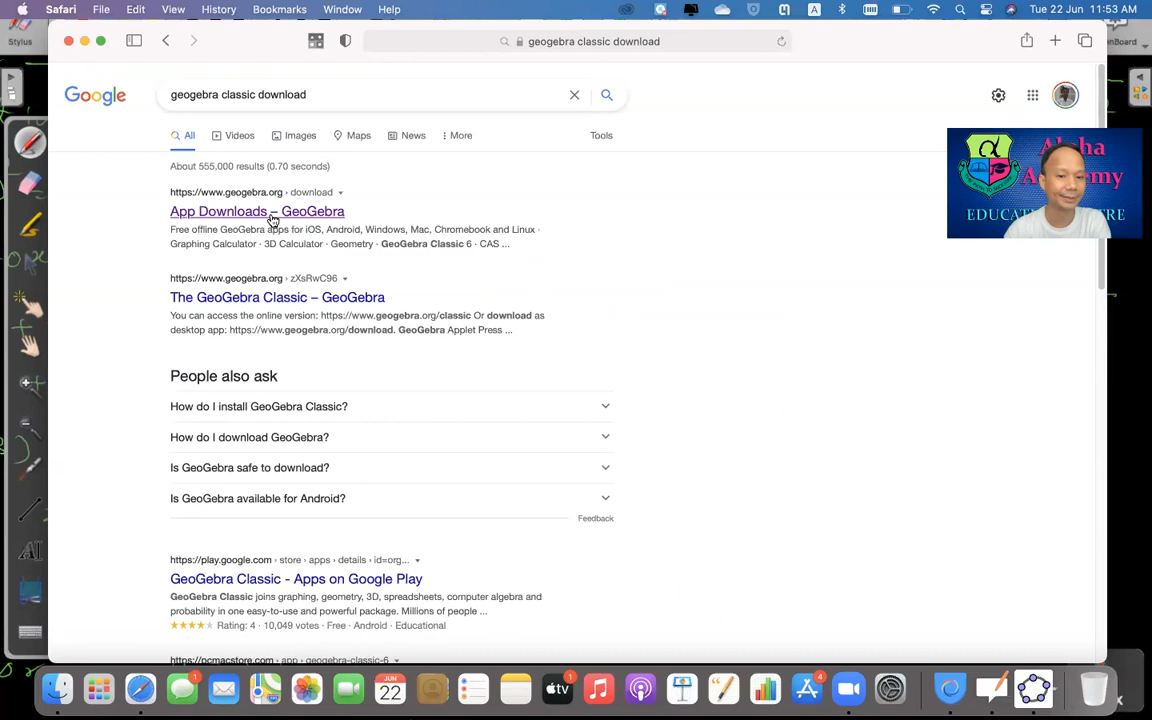 Safari File Edit View History Bookmarks Window Help
A
Tue 22 Jun 11:53 AM
Stylus
geogebra classic download
Google
geogebra classic download
All Videos Images Maps News More Tools
About 555,000 results (0.70 seconds)
https://www.geogebra.org › download
App Downloads – GeoGebra
Free offline GeoGebra apps for iOS, Android, Windows, Mac, Chromebook and Linux ·
Graphing Calculator · 3D Calculator · Geometry · GeoGebra Classic 6 · CAS ...
https://www.geogebra.org › zXsRwC96
The GeoGebra Classic – GeoGebra
You can access the online version: https://www.geogebra.org/classic Or download as
desktop app: https://www.geogebra.org/download. GeoGebra Applet Press ...
People also ask
How do I install GeoGebra Classic?
How do I download GeoGebra?
Is GeoGebra safe to download?
Is GeoGebra available for Android?
Feedback
https://play.google.com › store › apps › details › id=org...
GeoGebra Classic - Apps on Google Play
GeoGebra Classic joins graphing, geometry, 3D, spreadsheets, computer algebra and
probability in one easy-to-use and powerful package. Millions of people ...
Rating: 4 · 10,049 votes · Free · Android · Educational
https://pcmacstore.com › app › geogebra-classic-6
AI
JUN
22
tv
1
1
4